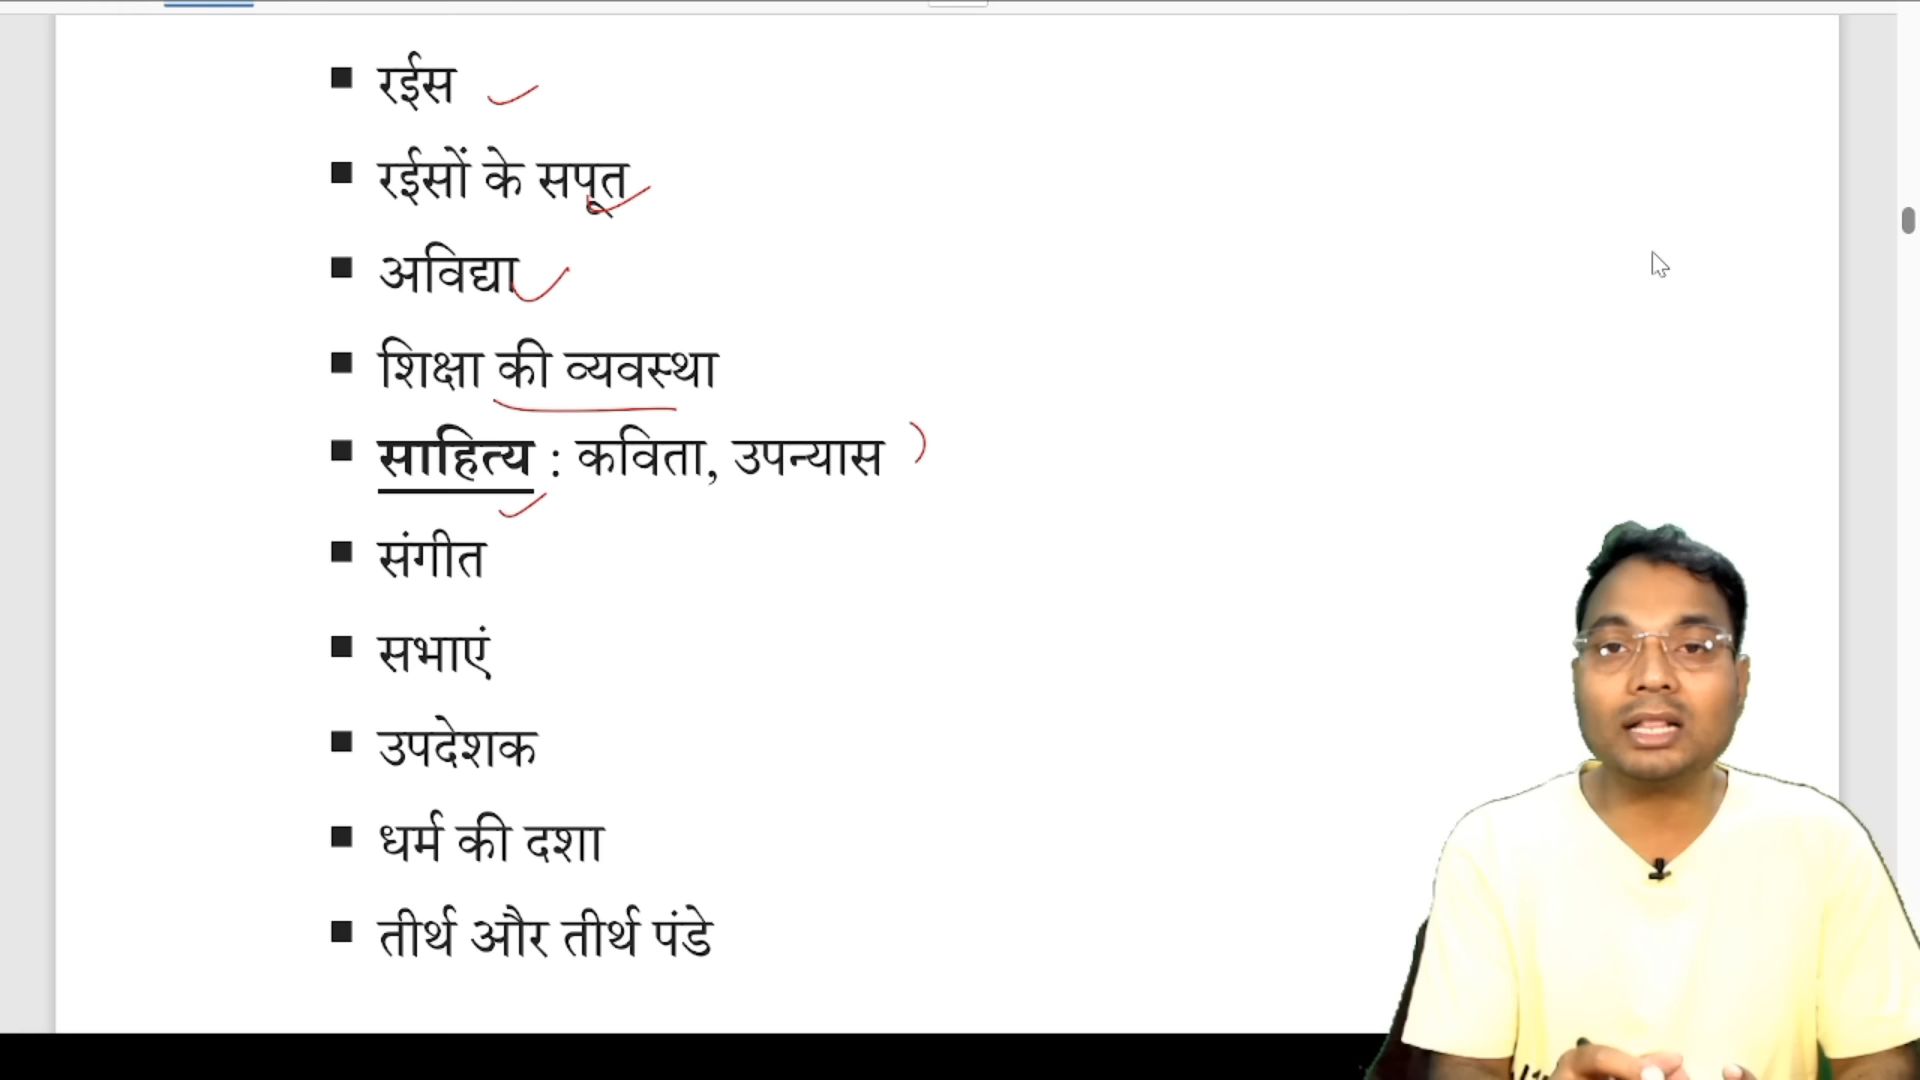 रईस
रईसों के सपूत
अविद्या
शिक्षा की व्यवस्था
साहित्य : कविता, उपन्यास
संगीत
सभाएं
उपदेशक
धर्म की दशा
तीर्थ और तीर्थ पंडे